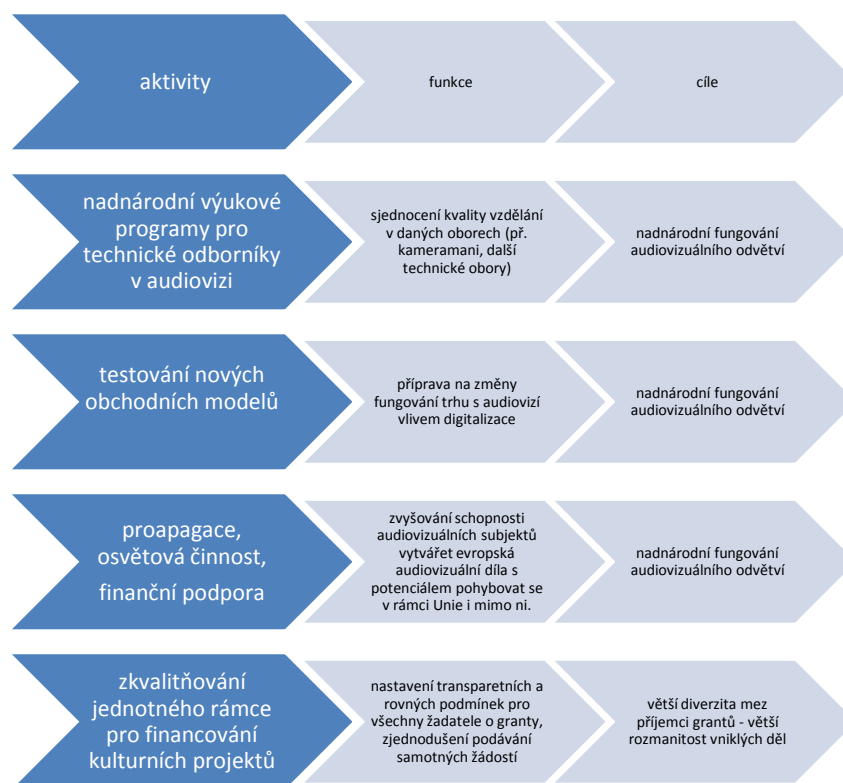 aktivity
funkce
cíle
nadnárodní výukové
programy pro
technické odborníky
v audiovizi
sjednocení kvality vzdělání
v daných oborech (př.
kameramani, další
technické obory)
nadnárodní fungování
audiovizuálního odvětví
testování nových
obchodních modelů
příprava na změny
fungování trhu s audiovizí
vlivem digitalizace
nadnárodní fungování
audiovizuálního odvětví
proapagace,
osvětová činnost,
finanční podpora
zvyšování schopnosti
audiovizuálních subjektů
vytvářet evropská
audiovizuální díla s
potenciálem pohybovat se
v rámci Unie i mimo ni.
nadnárodní fungování
audiovizuálního odvětví
zkvalitňování
jednotného rámce
pro financování
kulturních projektů
nastavení transparetních a
rovných podmínek pro
všechny žadatele o granty,
zjednodušení podávání
samotných žádostí
větší diverzita mez
příjemci grantů - větší
rozmanitost vniklých děl